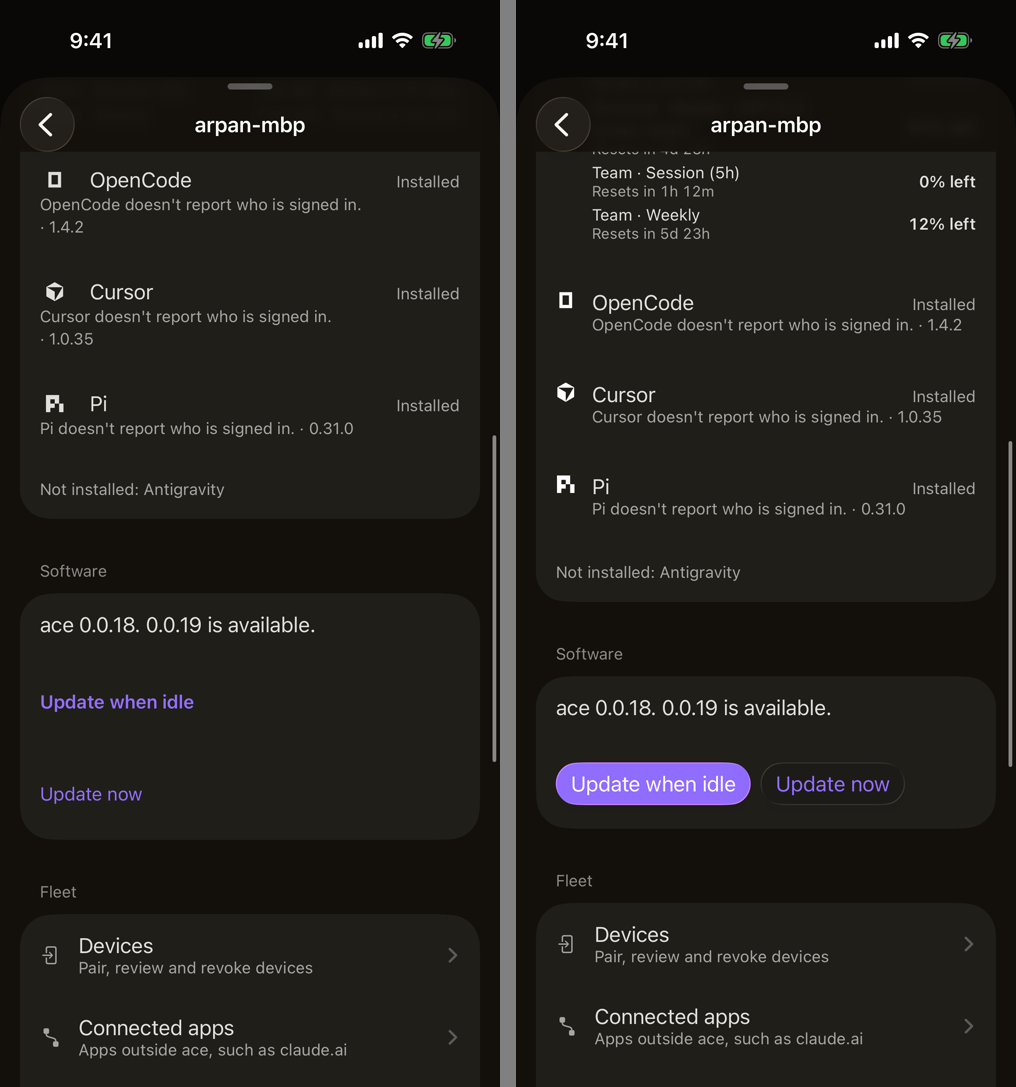 9:41
arpan-mbp
OpenCode
Installed
OpenCode doesn't report who is signed in.
· 1.4.2
Cursor
Installed
Cursor doesn't report who is signed in.
· 1.0.35
Pi
Installed
Pi doesn't report who is signed in. · 0.31.0
Not installed: Antigravity
Software
ace 0.0.18. 0.0.19 is available.
Update when idle
Update now
Fleet
Devices
Pair, review and revoke devices
Connected apps
Apps outside ace, such as claude.ai
9:41
arpan-mbp
Resets in 4d 23h
Team · Session (5h)
0% left
Resets in 1h 12m
Team · Weekly
12% left
Resets in 5d 23h
OpenCode
Installed
OpenCode doesn't report who is signed in. · 1.4.2
Cursor
Installed
Cursor doesn't report who is signed in. · 1.0.35
Pi
Installed
Pi doesn't report who is signed in. · 0.31.0
Not installed: Antigravity
Software
ace 0.0.18. 0.0.19 is available.
Update when idle
Update now
Fleet
Devices
Pair, review and revoke devices
Connected apps
Apps outside ace, such as claude.ai